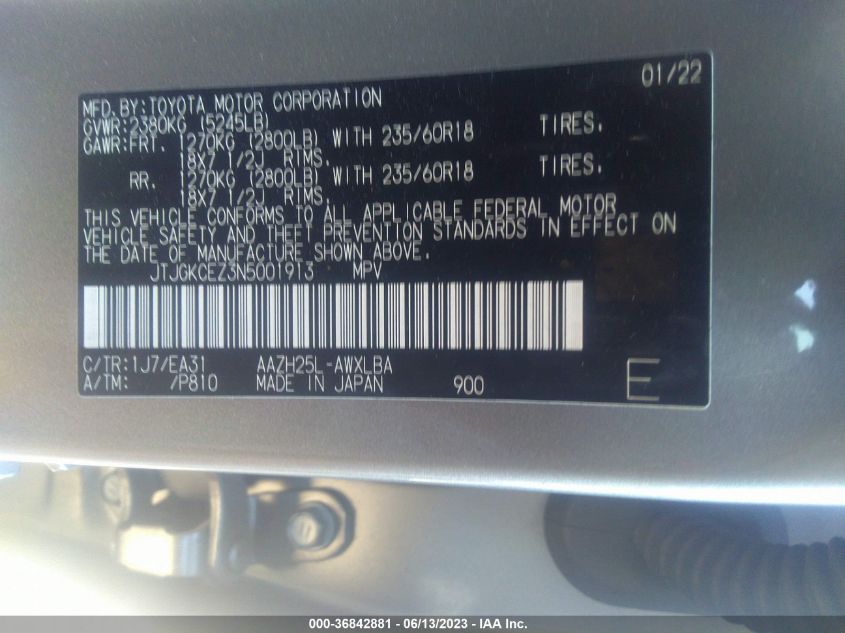 01/22
MFD.BY:TOYOTA MOTOR CORPORATION
GVWR:2380KG (5245LB)
GAWR:FRT. 1270KG (2800LB) WITH 235/60R18 TIRES.
18X7 1/2J RIMS.
RR. 1270KG (2800LB) WITH 235/60R18 TIRES.
18X7 1/2J RIMS.
THIS VEHICLE CONFORMS TO ALL APPLICABLE FEDERAL MOTOR
VEHICLE SAFETY AND THEFT PREVENTION STANDARDS IN EFFECT ON
THE DATE OF MANUFACTURE SHOWN ABOVE.
JTJGKCEZ3N5001913 MPV
C/TR:1J7/EA31 AAZH25L-AWXLBA
A/TM: /P810 MADE IN JAPAN 900
E
000-36842881 - 06/13/2023 - IAA Inc.